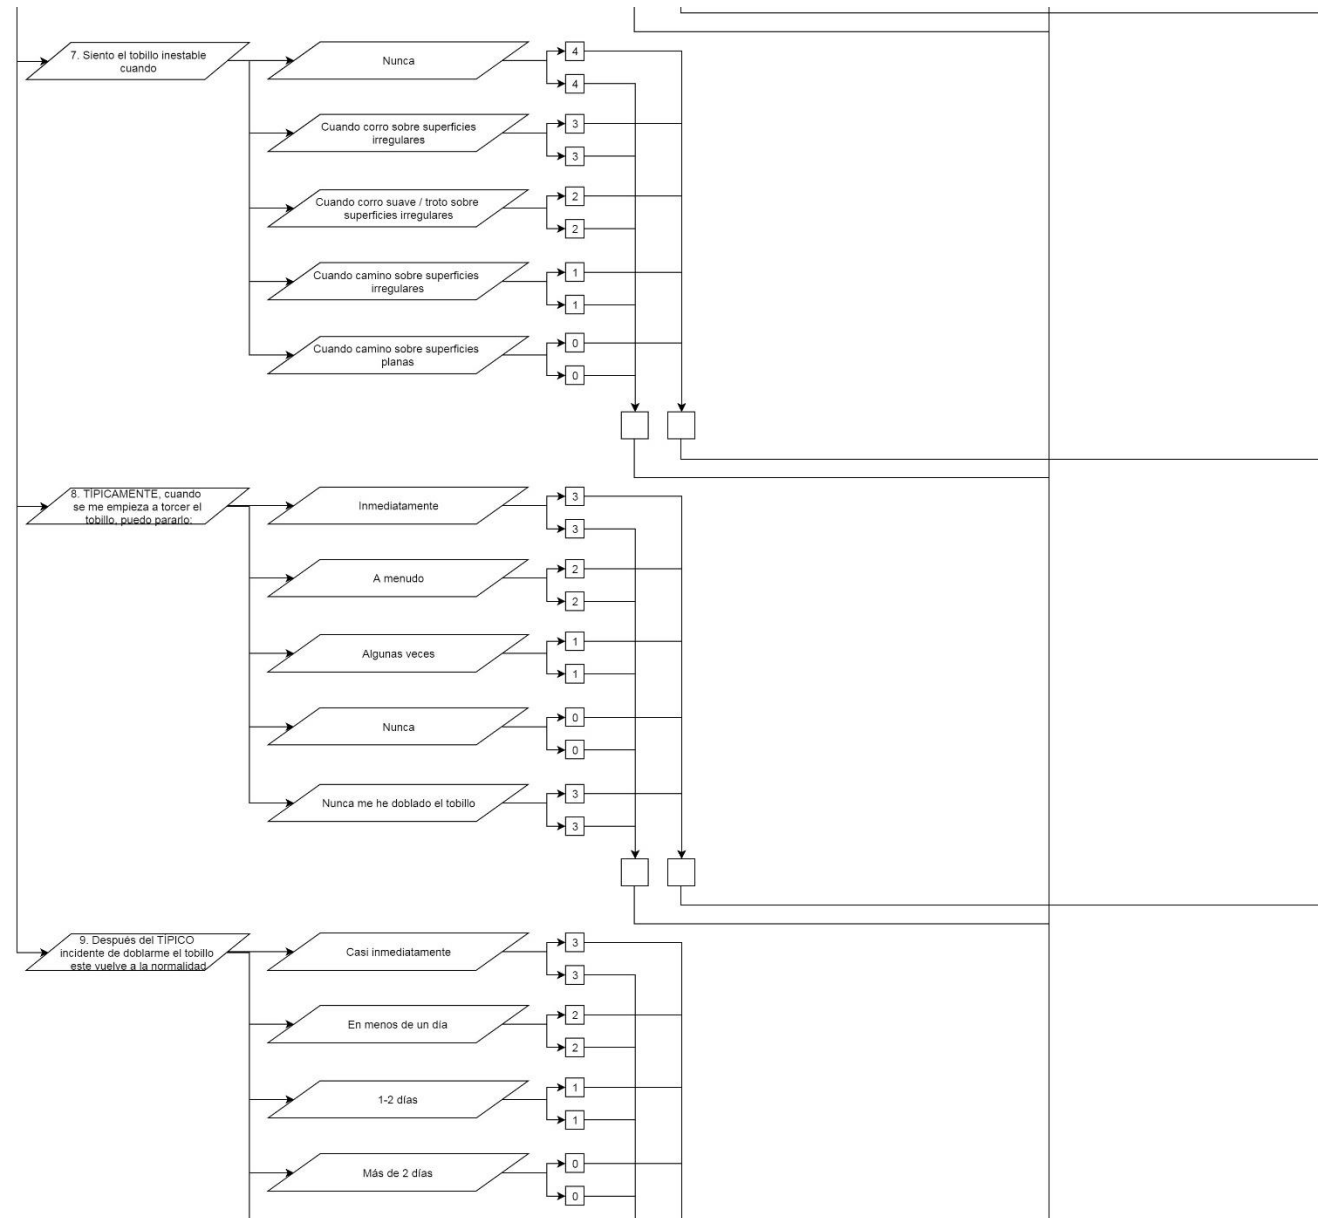 7. Siento el tobillo inestable
cuando
Nunca
4
4
Cuando corro sobre superficies
irregulares
3
3
Cuando corro suave / troto sobre
superficies irregulares
2
2
Cuando camino sobre superficies
irregulares
1
1
Cuando camino sobre superficies
planas
0
0
8. TÍPICAMENTE, cuando
se me empieza a torcer el
tobillo, puedo pararlo:
Inmediatamente
3
3
A menudo
2
2
Algunas veces
1
1
Nunca
0
0
Nunca me he doblado el tobillo
3
3
9. Después del TÍPICO
incidente de doblarme el tobillo
este vuelve a la normalidad
Casi inmediatamente
3
3
En menos de un día
2
2
1-2 días
1
1
Más de 2 días
0
0